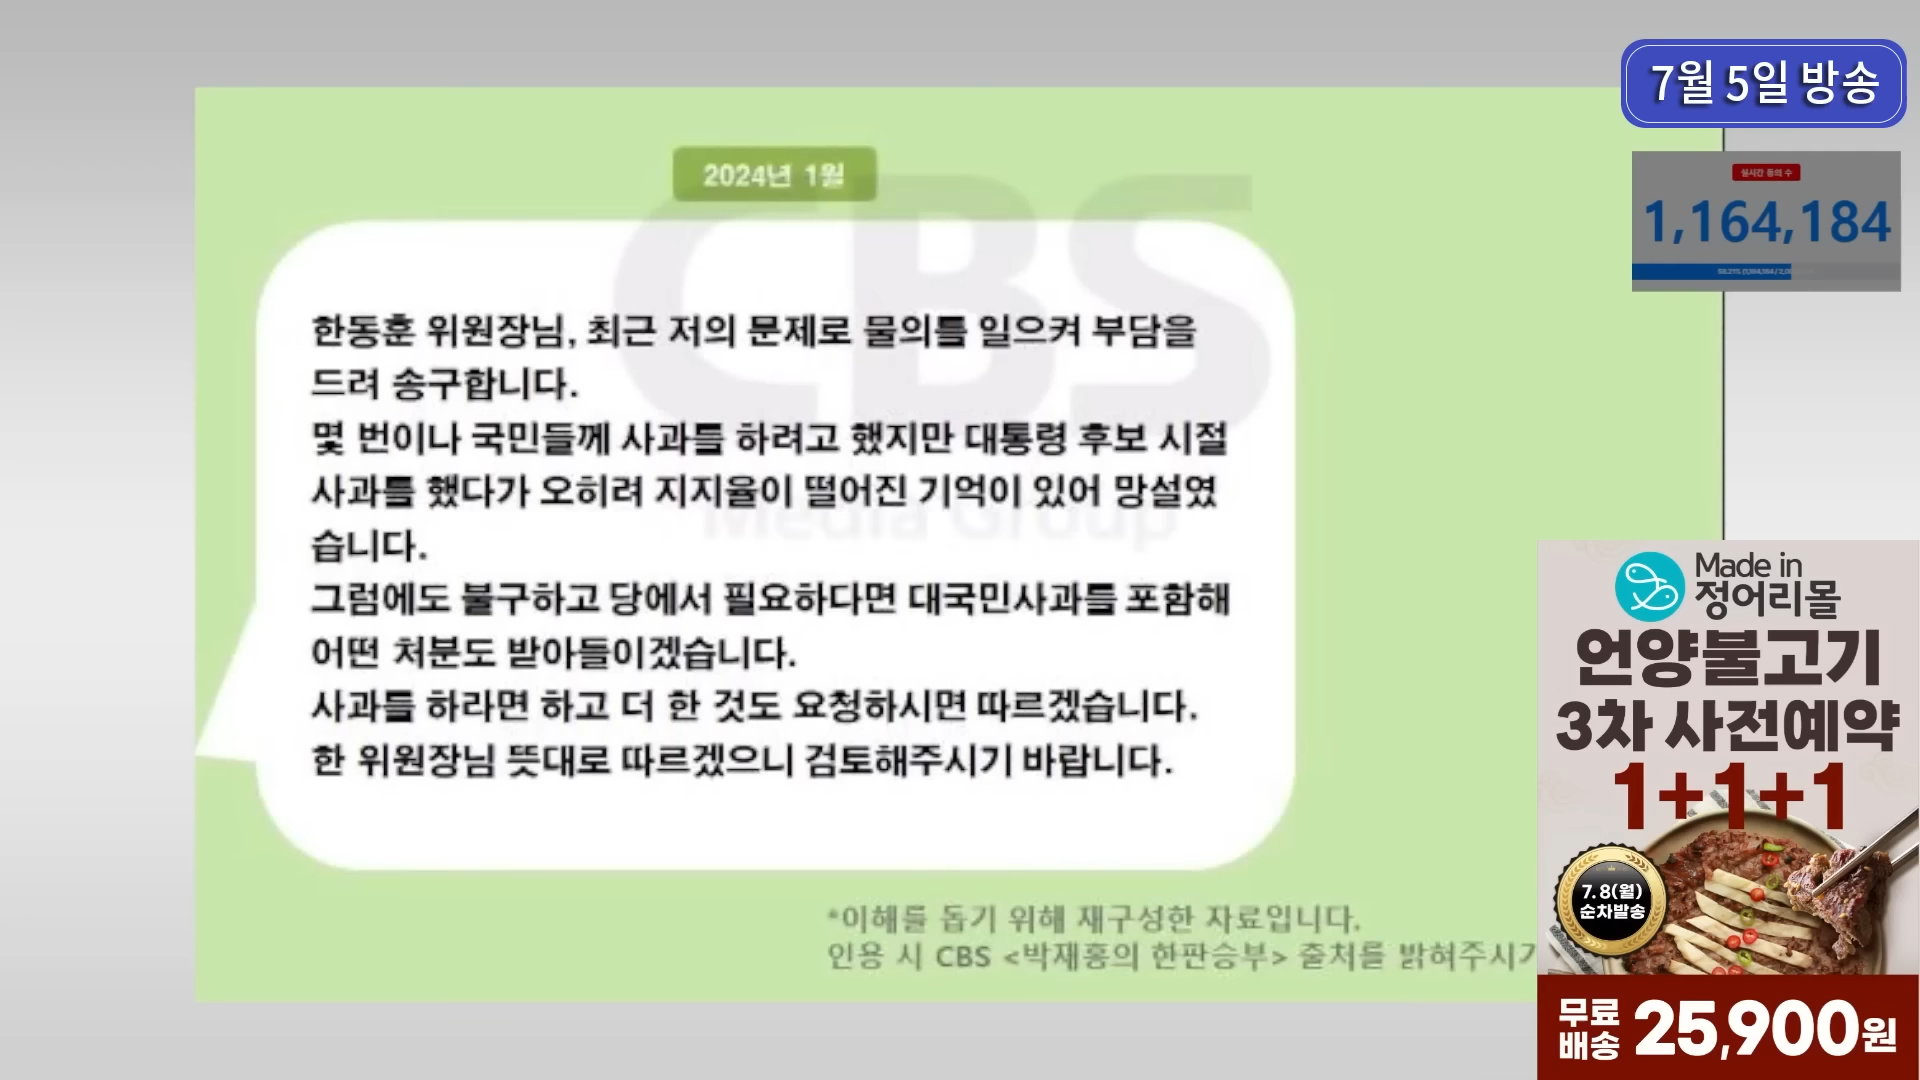 7월 5일 방송
실시간 동의 수
1,164,184
2024년 1월
CBS
Media Group
한동훈 위원장님, 최근 저의 문제로 물의를 일으켜 부담을
드려 송구합니다.
몇 번이나 국민들께 사과를 하려고 했지만 대통령 후보 시절
사과를 했다가 오히려 지지율이 떨어진 기억이 있어 망설였
습니다.
그럼에도 불구하고 당에서 필요하다면 대국민사과를 포함해
어떤 처분도 받아들이겠습니다.
사과를 하라면 하고 더 한 것도 요청하시면 따르겠습니다.
한 위원장님 뜻대로 따르겠으니 검토해주시기 바랍니다.
*이해를 돕기 위해 재구성한 자료입니다.
인용 시 CBS <박재홍의 한판승부> 출처를 밝혀주시기
Made in
정어리몰
언양불고기
3차 사전예약
1+1+1
7.8(월)
순차발송
무료
배송
25,900원